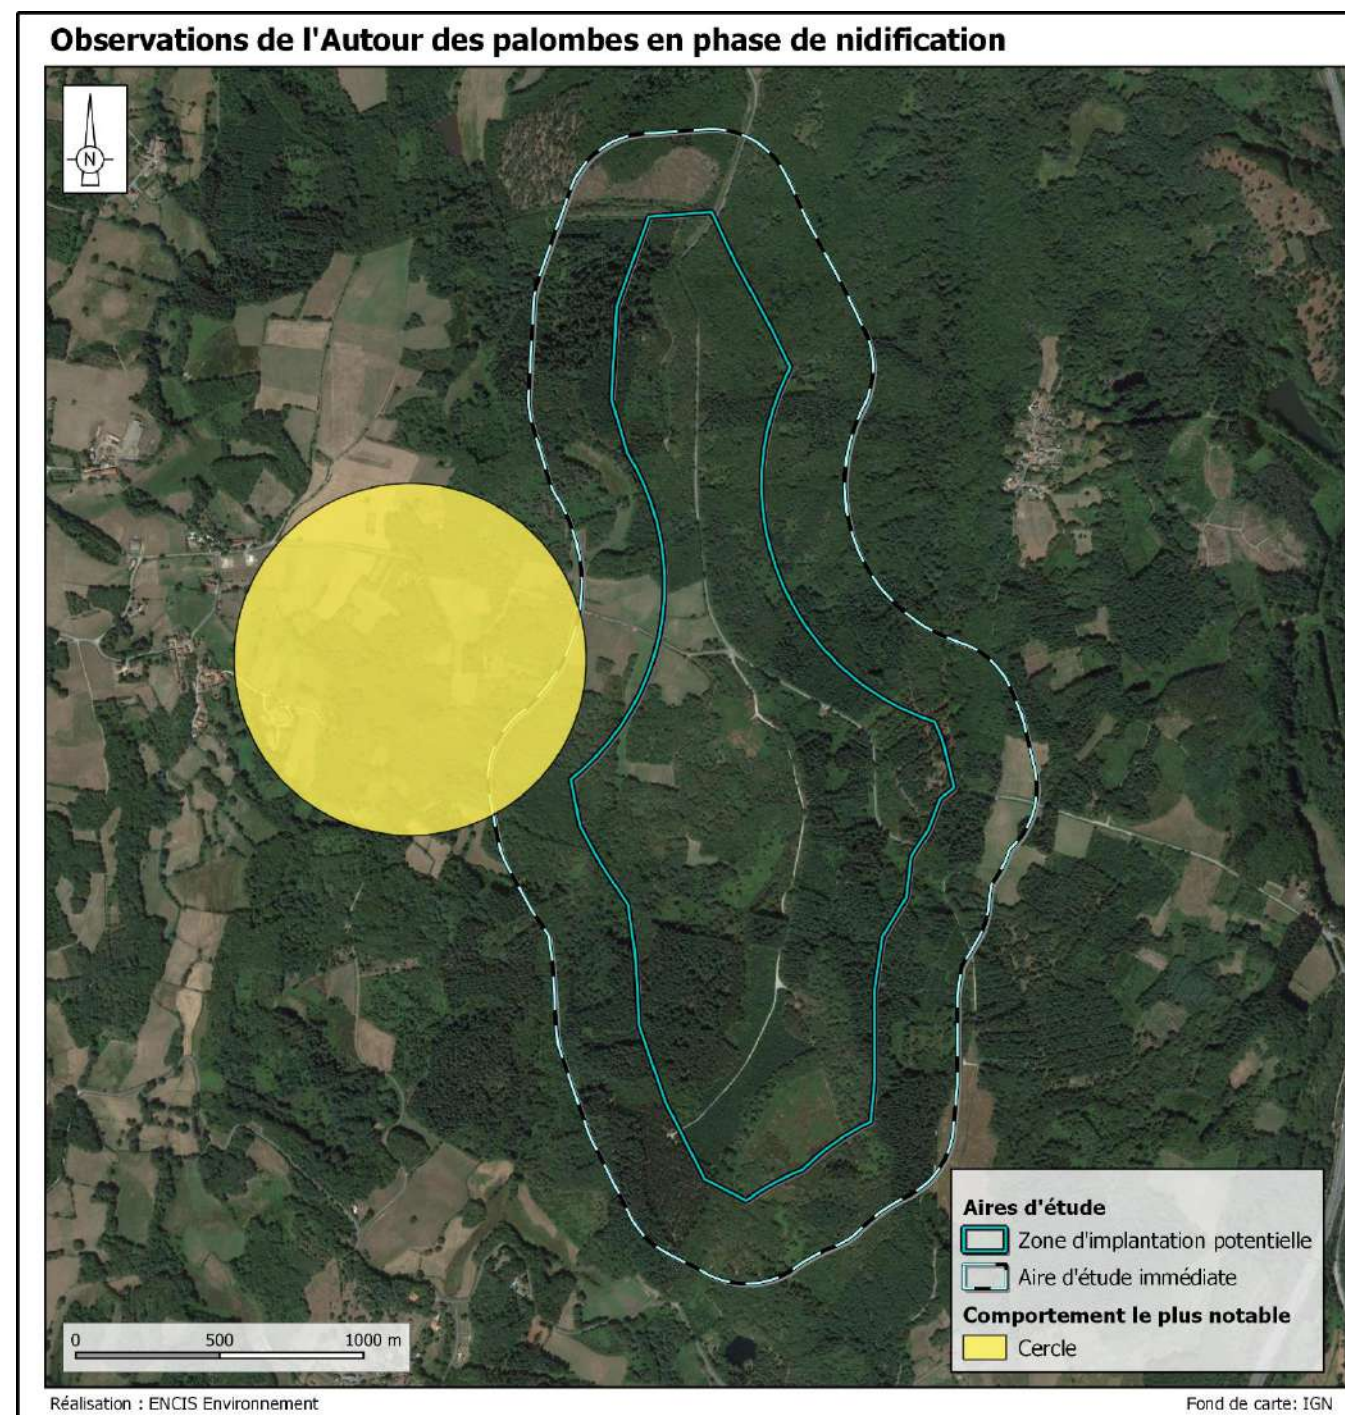 Observations de l'Autour des palombes en phase de nidification
N
Aires d'étude
Zone d'implantation potentielle
Aire d'étude immédiate
Comportement le plus notable
Cercle
0 500 1000 m
Réalisation : ENCIS Environnement Fond de carte: IGN